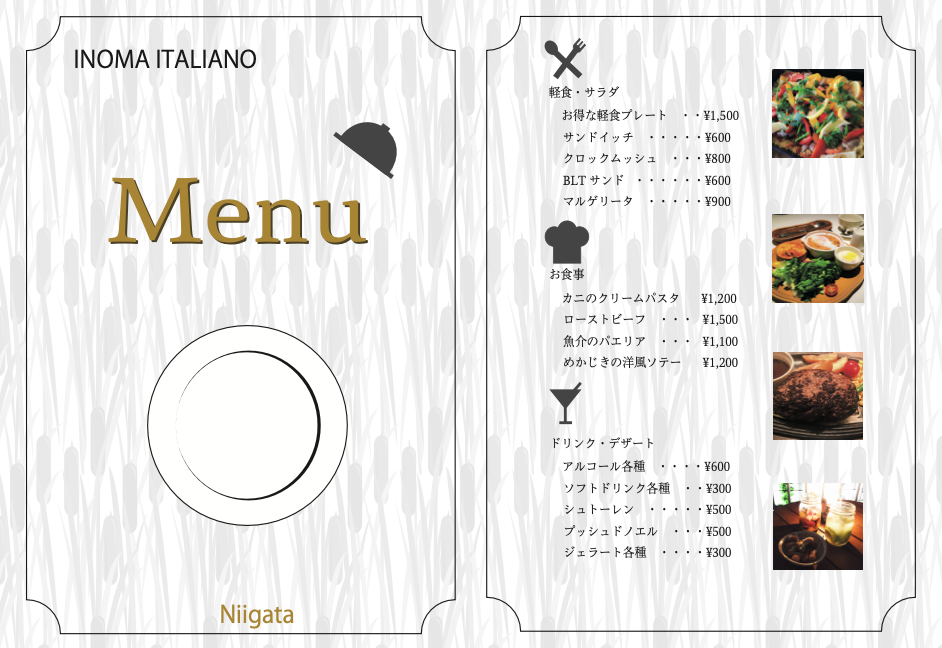 INOMA ITALIANO
Menu
Niigata
軽食・サラダ
お得な軽食プレート ・・¥1,500
サンドイッチ ・・・・・¥600
クロックムッシュ ・・・¥800
BLT サンド ・・・・・・¥600
マルゲリータ ・・・・・¥900
お食事
カニのクリームパスタ ¥1,200
ローストビーフ ・・・ ¥1,500
魚介のパエリア ・・・ ¥1,100
めかじきの洋風ソテー ¥1,200
ドリンク・デザート
アルコール各種 ・・・・¥600
ソフトドリンク各種 ・・¥300
シュトーレン ・・・・・¥500
プッシュドノエル ・・・¥500
ジェラート各種 ・・・・¥300